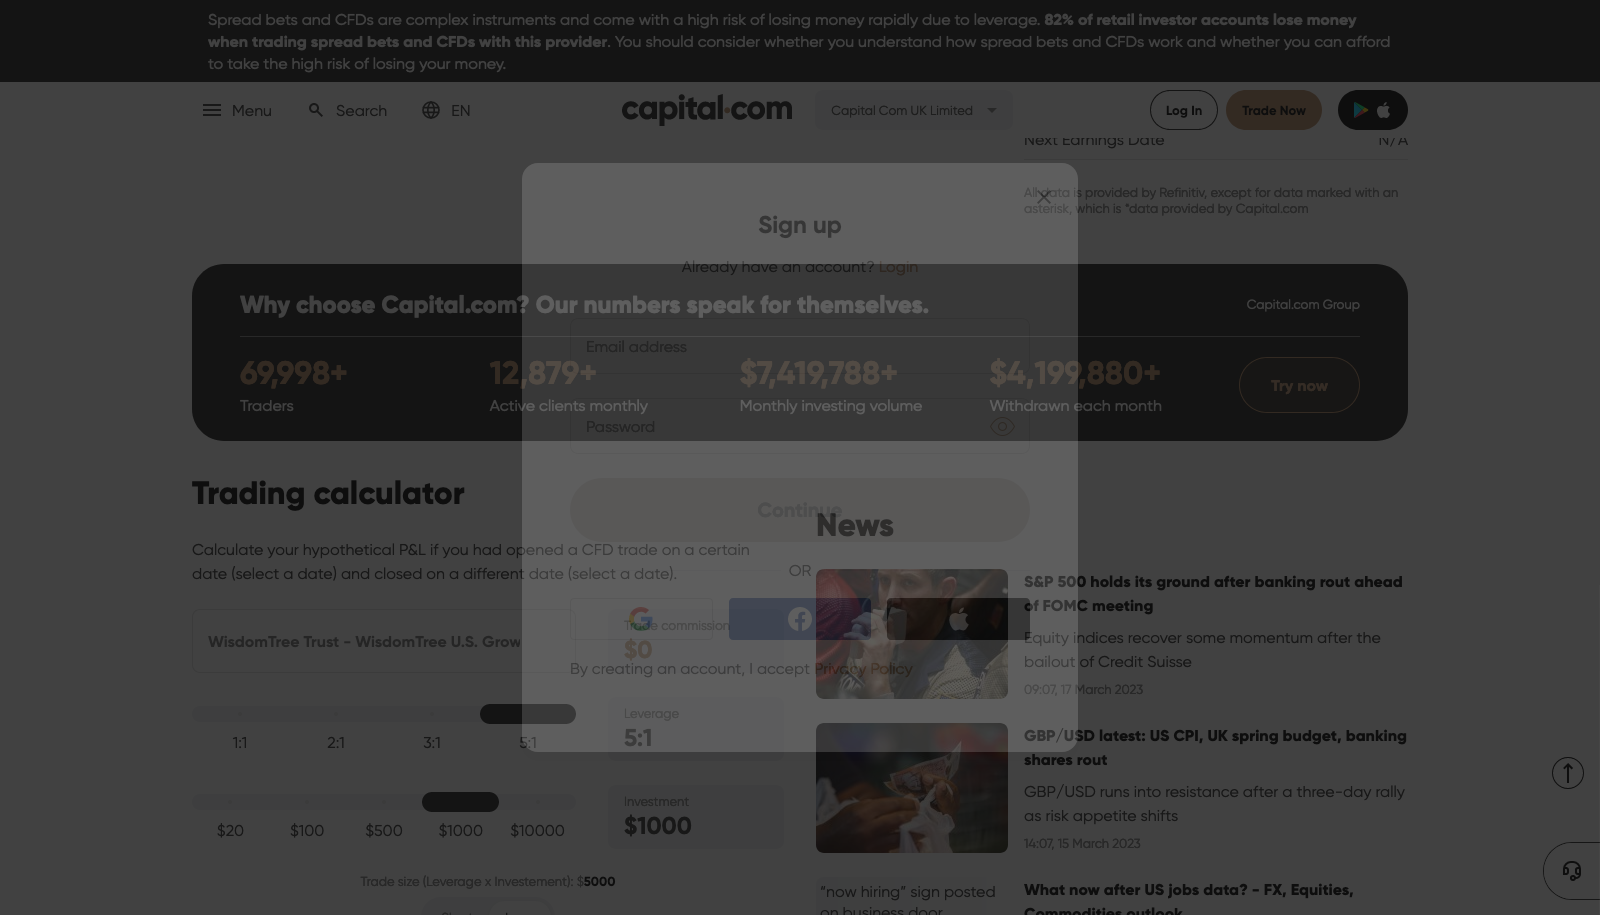 Spread bets and CFDs are complex instruments and come with a high risk of losing money rapidly due to leverage. 82% of retail investor accounts lose money
when trading spread bets and CFDs with this provider. You should consider whether you understand how spread bets and CFDs work and whether you can afford
to take the high risk of losing your money.
Menu
Search
EN
capital.com
Capital Com UK Limited
Log In
Trade Now
Next Earnings Date
N/A
All data is provided by Refinitiv, except for data marked with an
asterisk, which is *data provided by Capital.com
Sign up
Already have an account? Login
Email address
Password
Continue
OR
By creating an account, I accept Privacy Policy
Why choose Capital.com? Our numbers speak for themselves.
Capital.com Group
69,998+
Traders
12,879+
Active clients monthly
$7,419,788+
Monthly investing volume
$4,199,880+
Withdrawn each month
Try now
Trading calculator
Calculate your hypothetical P&L if you had opened a CFD trade on a certain
date (select a date) and closed on a different date (select a date).
WisdomTree Trust - WisdomTree U.S. Grow
1:1
2:1
3:1
5:1
$20
$100
$500
$1000
$10000
Trade commission
$0
Leverage
5:1
Investment
$1000
Trade size (Leverage x Investement): $5000
News
S&P 500 holds its ground after banking rout ahead
of FOMC meeting
Equity indices recover some momentum after the
bailout of Credit Suisse
09:07, 17 March 2023
GBP/USD latest: US CPI, UK spring budget, banking
shares rout
GBP/USD runs into resistance after a three-day rally
as risk appetite shifts
14:07, 15 March 2023
"now hiring" sign posted
on business door
What now after US jobs data? - FX, Equities,
Commodities outlook